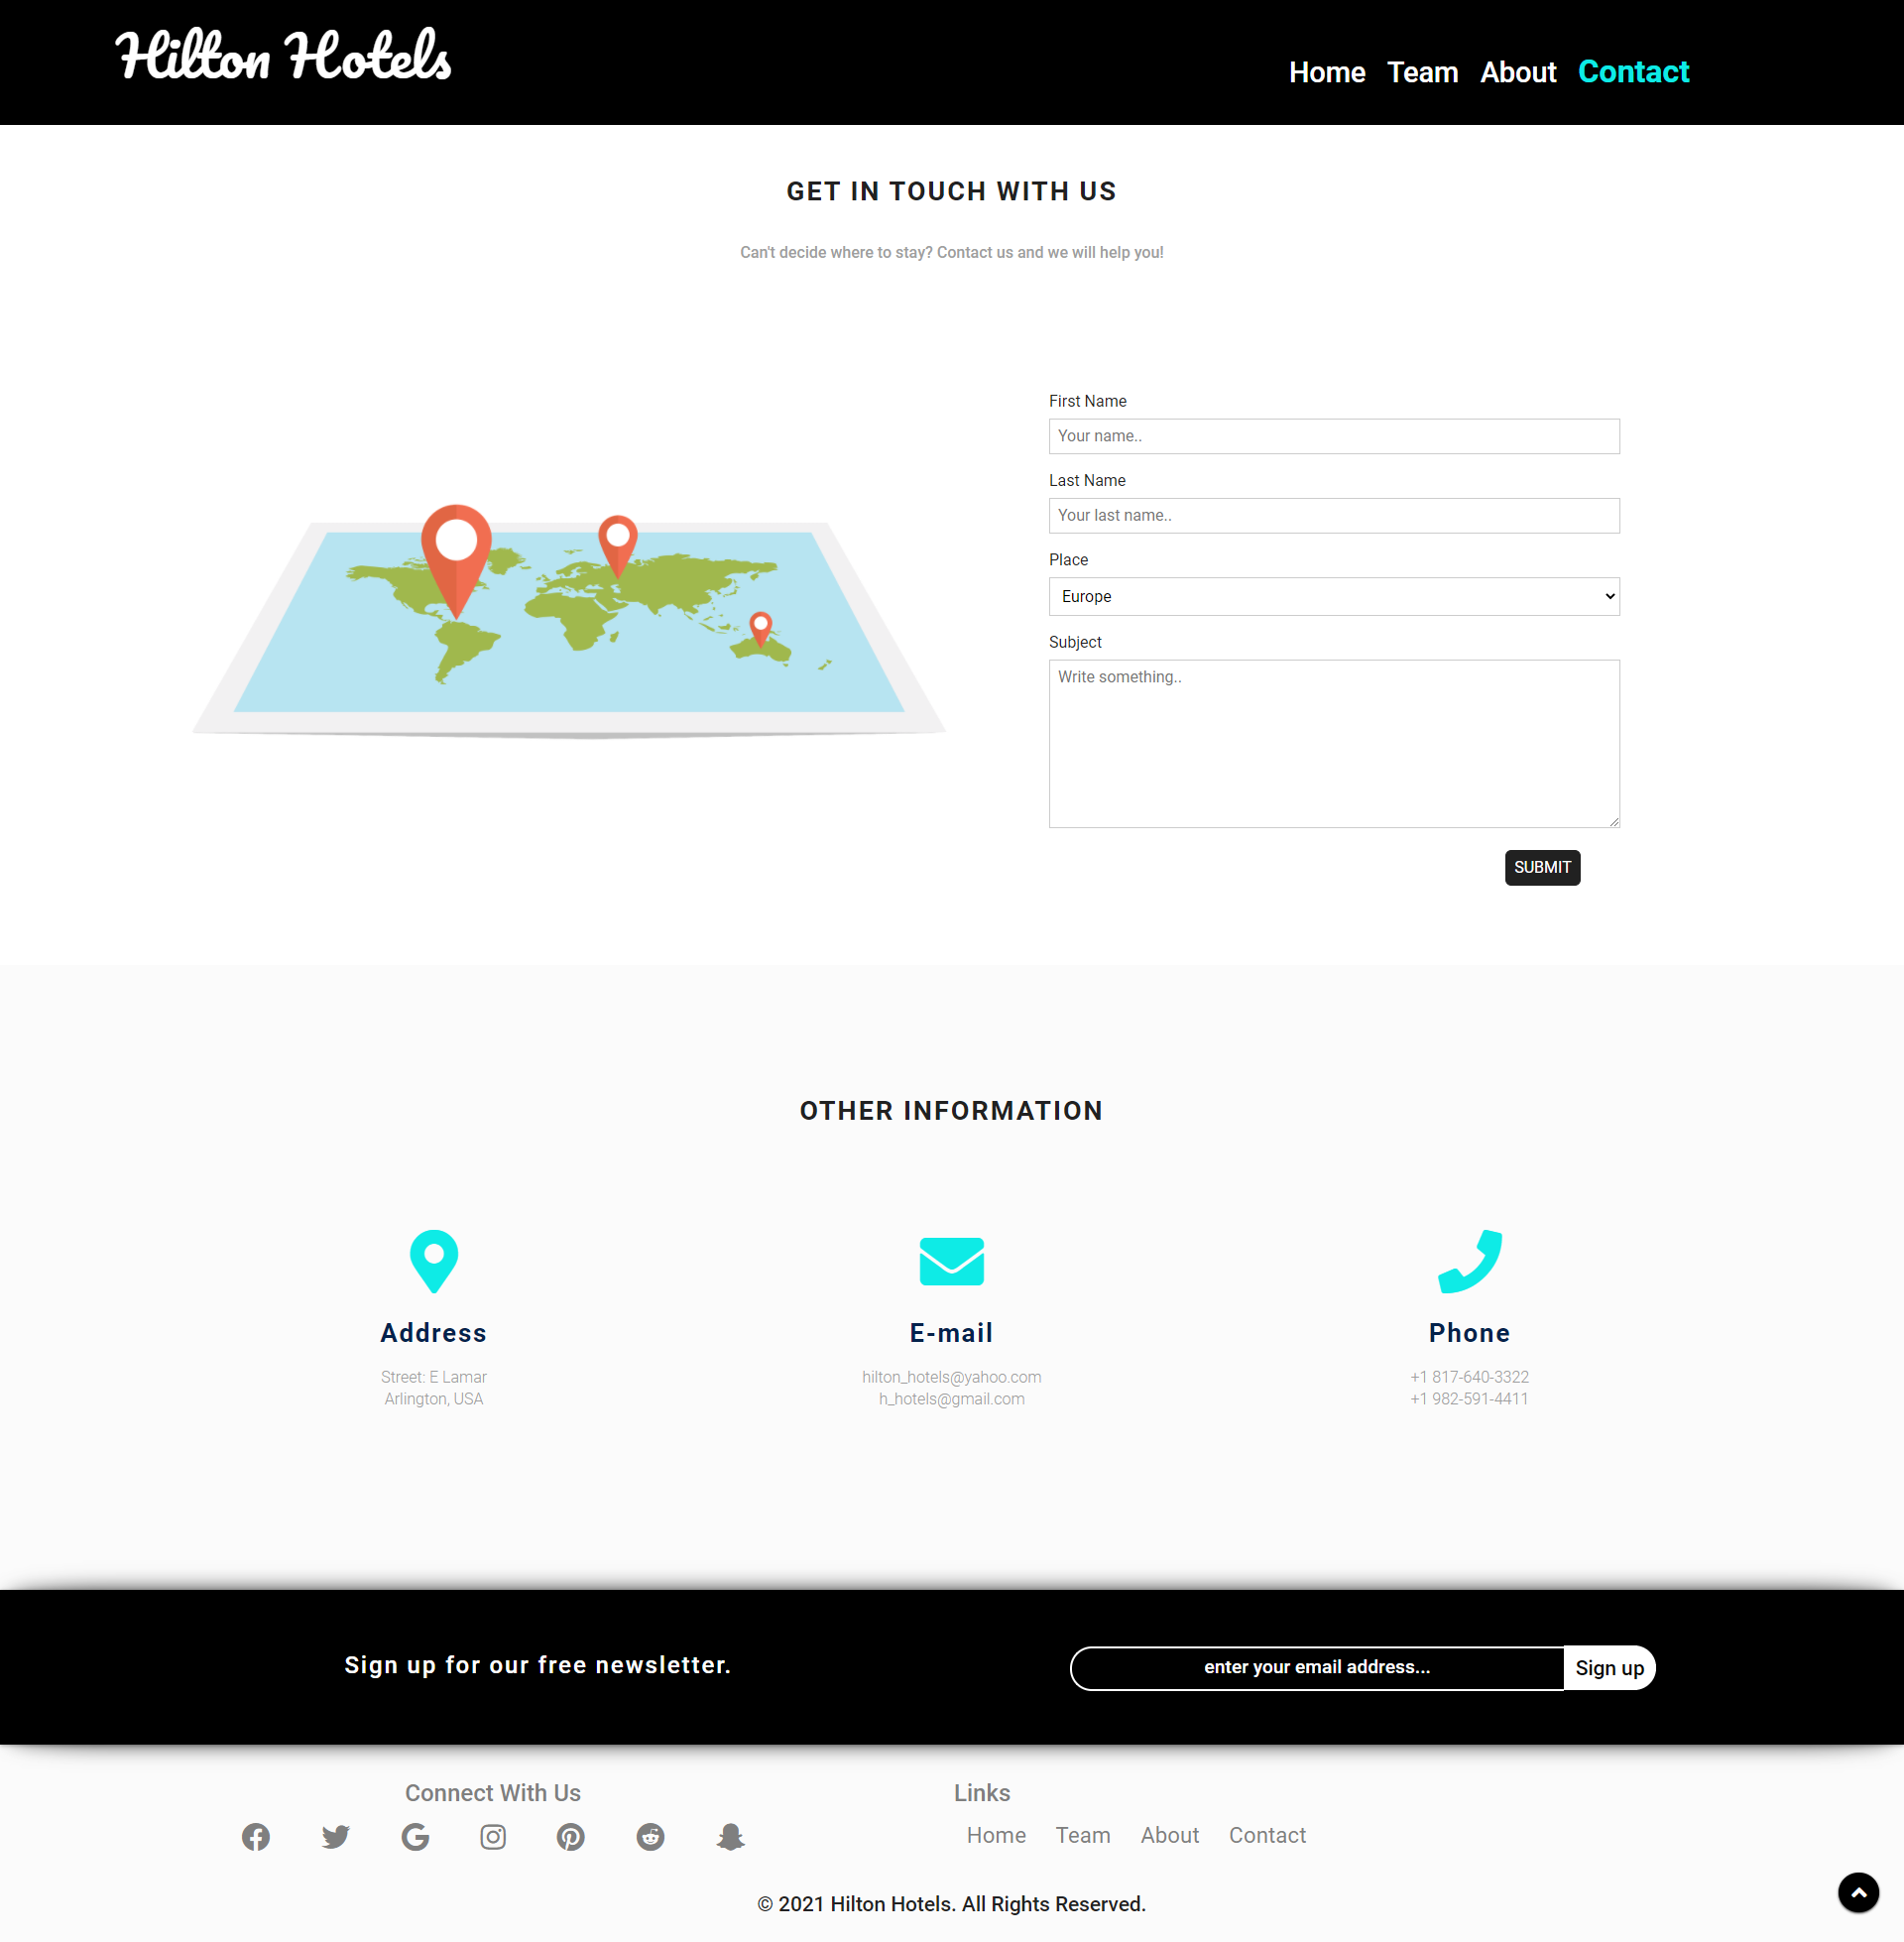 Hilton Hotels
Home Team About Contact
GET IN TOUCH WITH US
Can't decide where to stay? Contact us and we will help you!
First Name
Your name..
Last Name
Your last name..
Place
Europe
Subject
Write something..
SUBMIT
OTHER INFORMATION
Address
Street: E Lamar
Arlington, USA
E-mail
hilton_hotels@yahoo.com
h_hotels@gmail.com
Phone
+1 817-640-3322
+1 982-591-4411
Sign up for our free newsletter.
enter your email address...
Sign up
Connect With Us
Links
Home Team About Contact
© 2021 Hilton Hotels. All Rights Reserved.